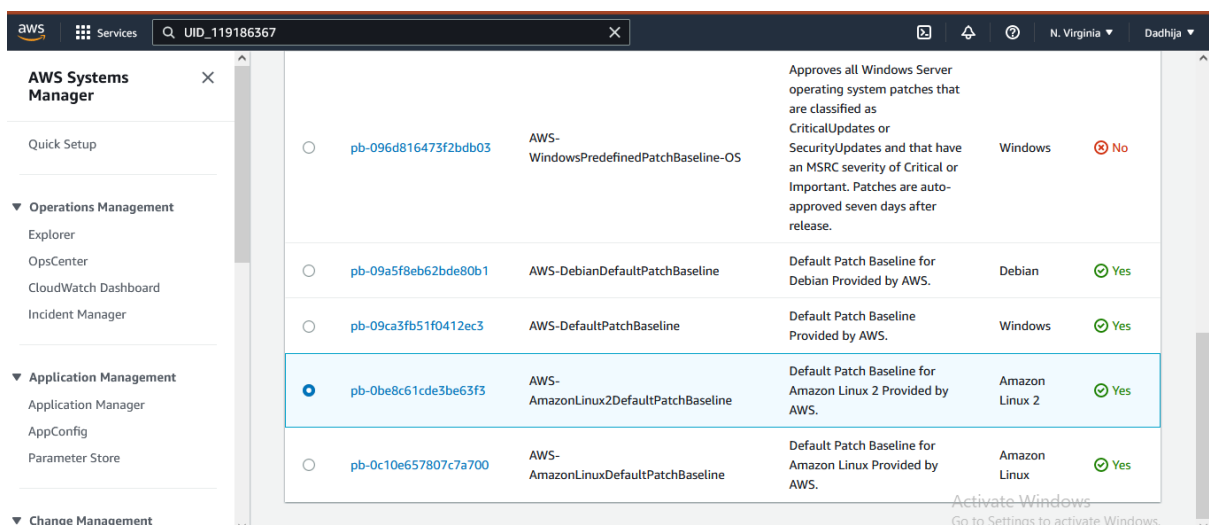 aws
Services
UID_119186367
N. Virginia
Dadhija
AWS Systems
Manager
Quick Setup
Operations Management
Explorer
OpsCenter
CloudWatch Dashboard
Incident Manager
Application Management
Application Manager
AppConfig
Parameter Store
Change Management
pb-096d816473f2bdb03
AWS-
WindowsPredefinedPatchBaseline-OS
Approves all Windows Server
operating system patches that
are classified as
CriticalUpdates or
SecurityUpdates and that have
an MSRC severity of Critical or
Important. Patches are auto-
approved seven days after
release.
Windows
No
pb-09a5f8eb62bde80b1
AWS-DebianDefaultPatchBaseline
Default Patch Baseline for
Debian Provided by AWS.
Debian
Yes
pb-09ca3fb51f0412ec3
AWS-DefaultPatchBaseline
Default Patch Baseline
Provided by AWS.
Windows
Yes
pb-0be8c61cde3be63f3
AWS-
AmazonLinux2DefaultPatchBaseline
Default Patch Baseline for
Amazon Linux 2 Provided by
AWS.
Amazon
Linux 2
Yes
pb-0c10e657807c7a700
AWS-
AmazonLinuxDefaultPatchBaseline
Default Patch Baseline for
Amazon Linux Provided by
AWS.
Amazon
Linux
Yes
Activate Windows
Go to Settings to activate Windows.